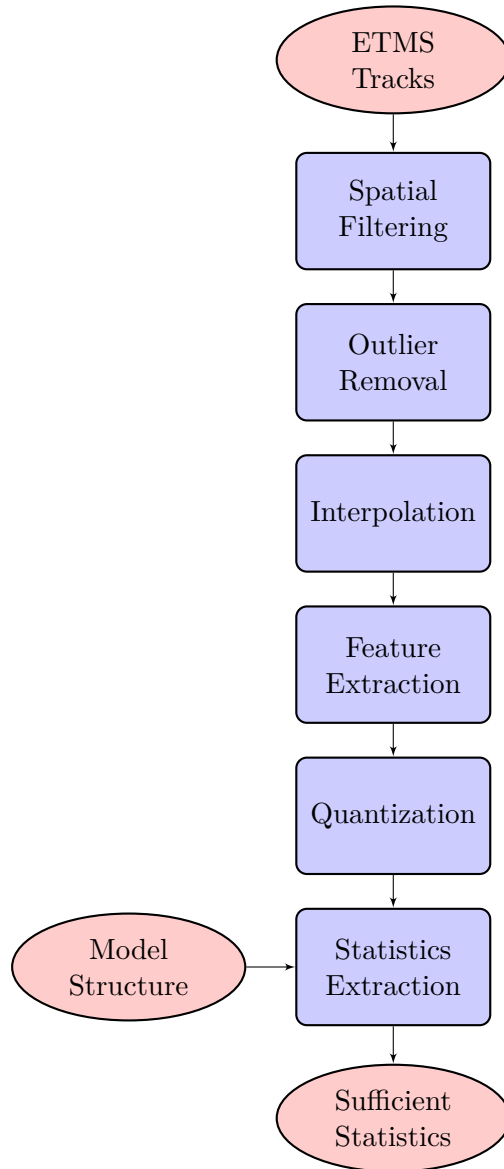 ETMS
Tracks
Spatial
Filtering
Outlier
Removal
Interpolation
Feature
Extraction
Quantization
Model
Structure
Statistics
Extraction
Sufficient
Statistics